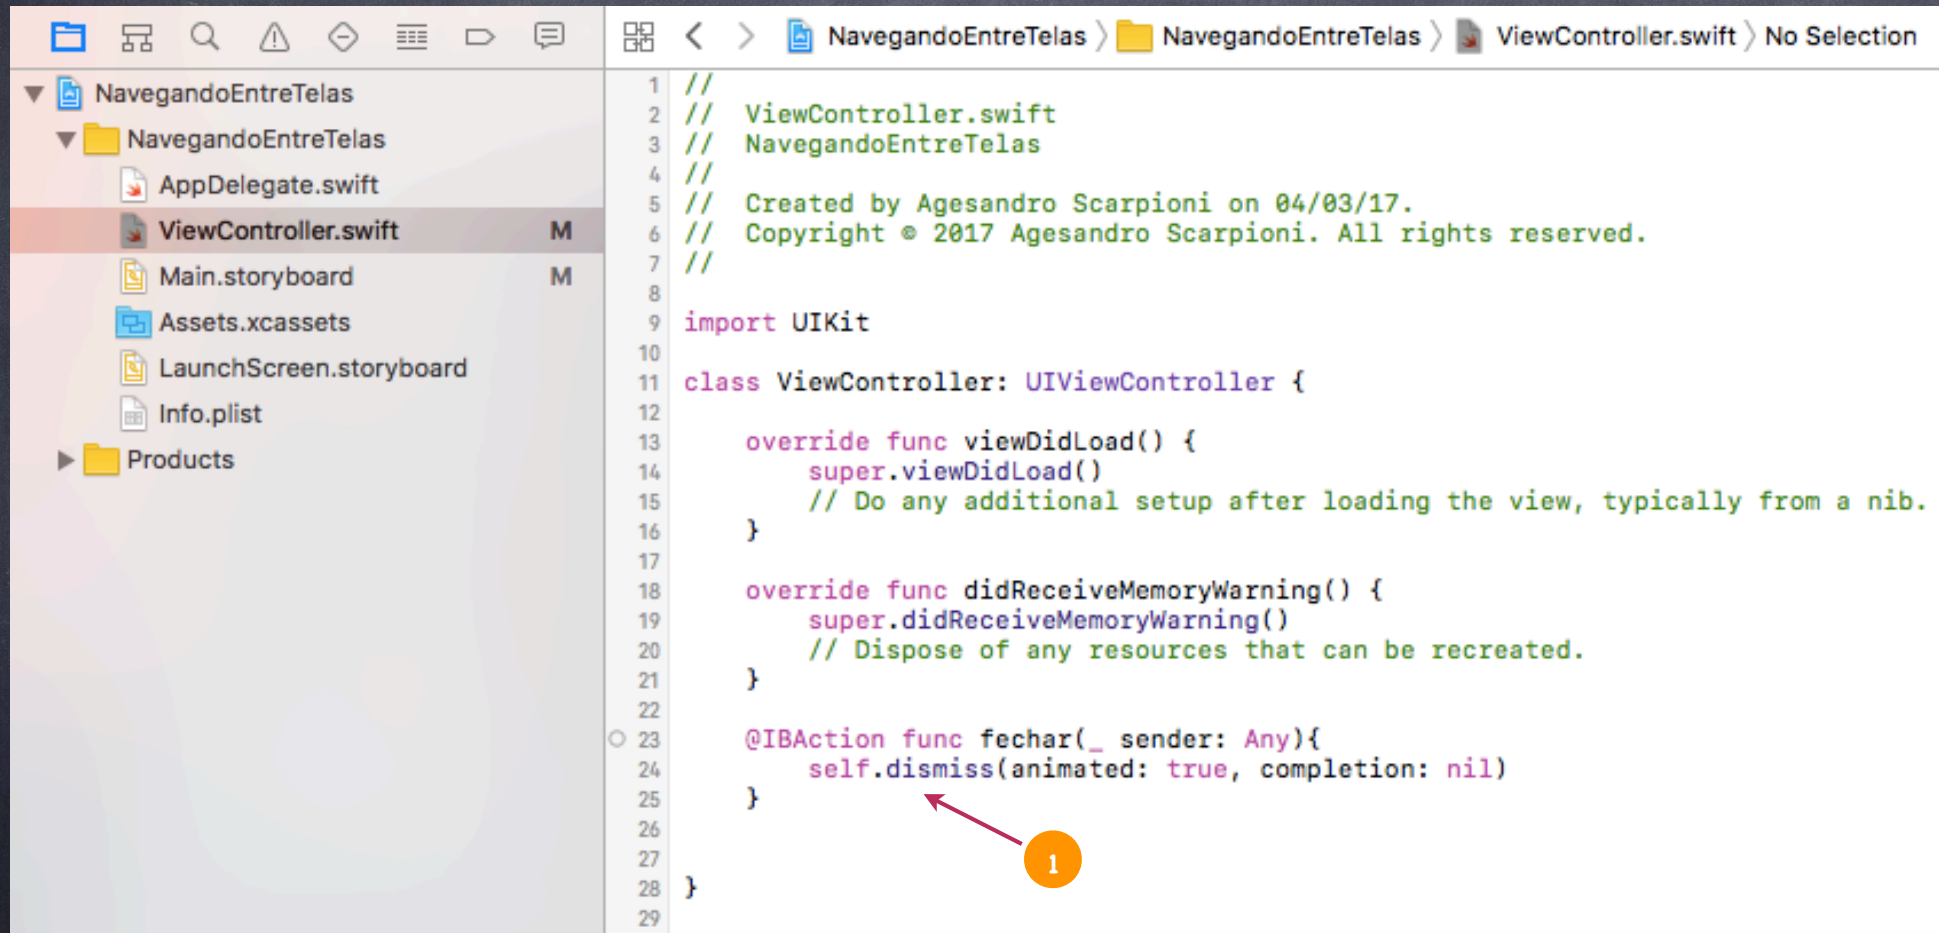 NavegandoEntreTelas
NavegandoEntreTelas
AppDelegate.swift
ViewController.swift M
Main.storyboard M
Assets.xcassets
LaunchScreen.storyboard
Info.plist
Products
NavegandoEntreTelas 〉 NavegandoEntreTelas 〉 ViewController.swift 〉 No Selection
1 //
2 //  ViewController.swift
3 //  NavegandoEntreTelas
4 //
5 //  Created by Agesandro Scarpioni on 04/03/17.
6 //  Copyright © 2017 Agesandro Scarpioni. All rights reserved.
7 //
8
9 import UIKit
10
11 class ViewController: UIViewController {
12
13     override func viewDidLoad() {
14         super.viewDidLoad()
15         // Do any additional setup after loading the view, typically from a nib.
16     }
17
18     override func didReceiveMemoryWarning() {
19         super.didReceiveMemoryWarning()
20         // Dispose of any resources that can be recreated.
21     }
22
23     @IBAction func fechar(_ sender: Any){
24         self.dismiss(animated: true, completion: nil)
25     }
26
27
28 }
29
1